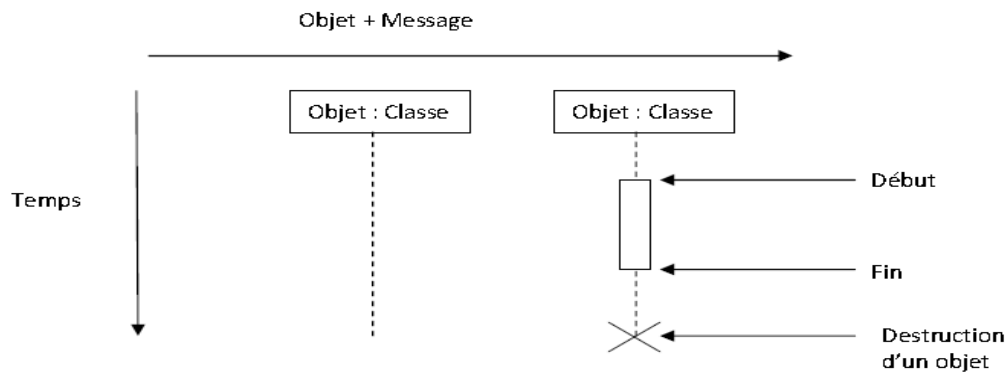 Objet + Message
Objet : Classe
Objet : Classe
Temps
Début
Fin
Destruction
d'un objet